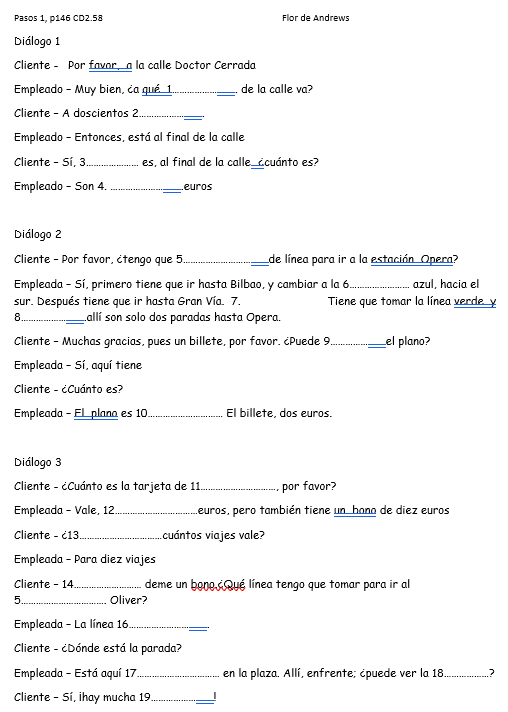 Pasos 1, p146 CD2.58 Flor de Andrews
Diálogo 1
Cliente - Por favor, a la calle Doctor Cerrada
Empleado – Muy bien, ¿a qué 1…………………… de la calle va?
Cliente – A doscientos 2……………………
Empleado – Entonces, está al final de la calle
Cliente – Sí, 3………………… es, al final de la calle ¿cuánto es?
Empleado – Son 4. ……………………euros
Diálogo 2
Cliente – Por favor, ¿tengo que 5…………………………de línea para ir a la estación Opera?
Empleada – Sí, primero tiene que ir hasta Bilbao, y cambiar a la 6…………………… azul, hacia el
sur. Después tiene que ir hasta Gran Vía. 7. Tiene que tomar la línea verde y
8……………………allí son solo dos paradas hasta Opera.
Cliente – Muchas gracias, pues un billete, por favor. ¿Puede 9……………………el plano?
Empleada – Sí, aquí tiene
Cliente - ¿Cuánto es?
Empleada – El plano es 10………………………… El billete, dos euros.
Diálogo 3
Cliente - ¿Cuánto es la tarjeta de 11…………………………, por favor?
Empleada – Vale, 12…………………………euros, pero también tiene un bono de diez euros
Cliente - ¿13…………………………cuántos viajes vale?
Empleada – Para diez viajes
Cliente – 14……………………… deme un bono.¿Qué línea tengo que tomar para ir al
5…………………………… Oliver?
Empleada – La línea 16……………………
Cliente - ¿Dónde está la parada?
Empleada – Está aquí 17…………………………… en la plaza. Allí, enfrente; ¿puede ver la 18………………?
Cliente – Sí, ¡hay mucha 19……………………!